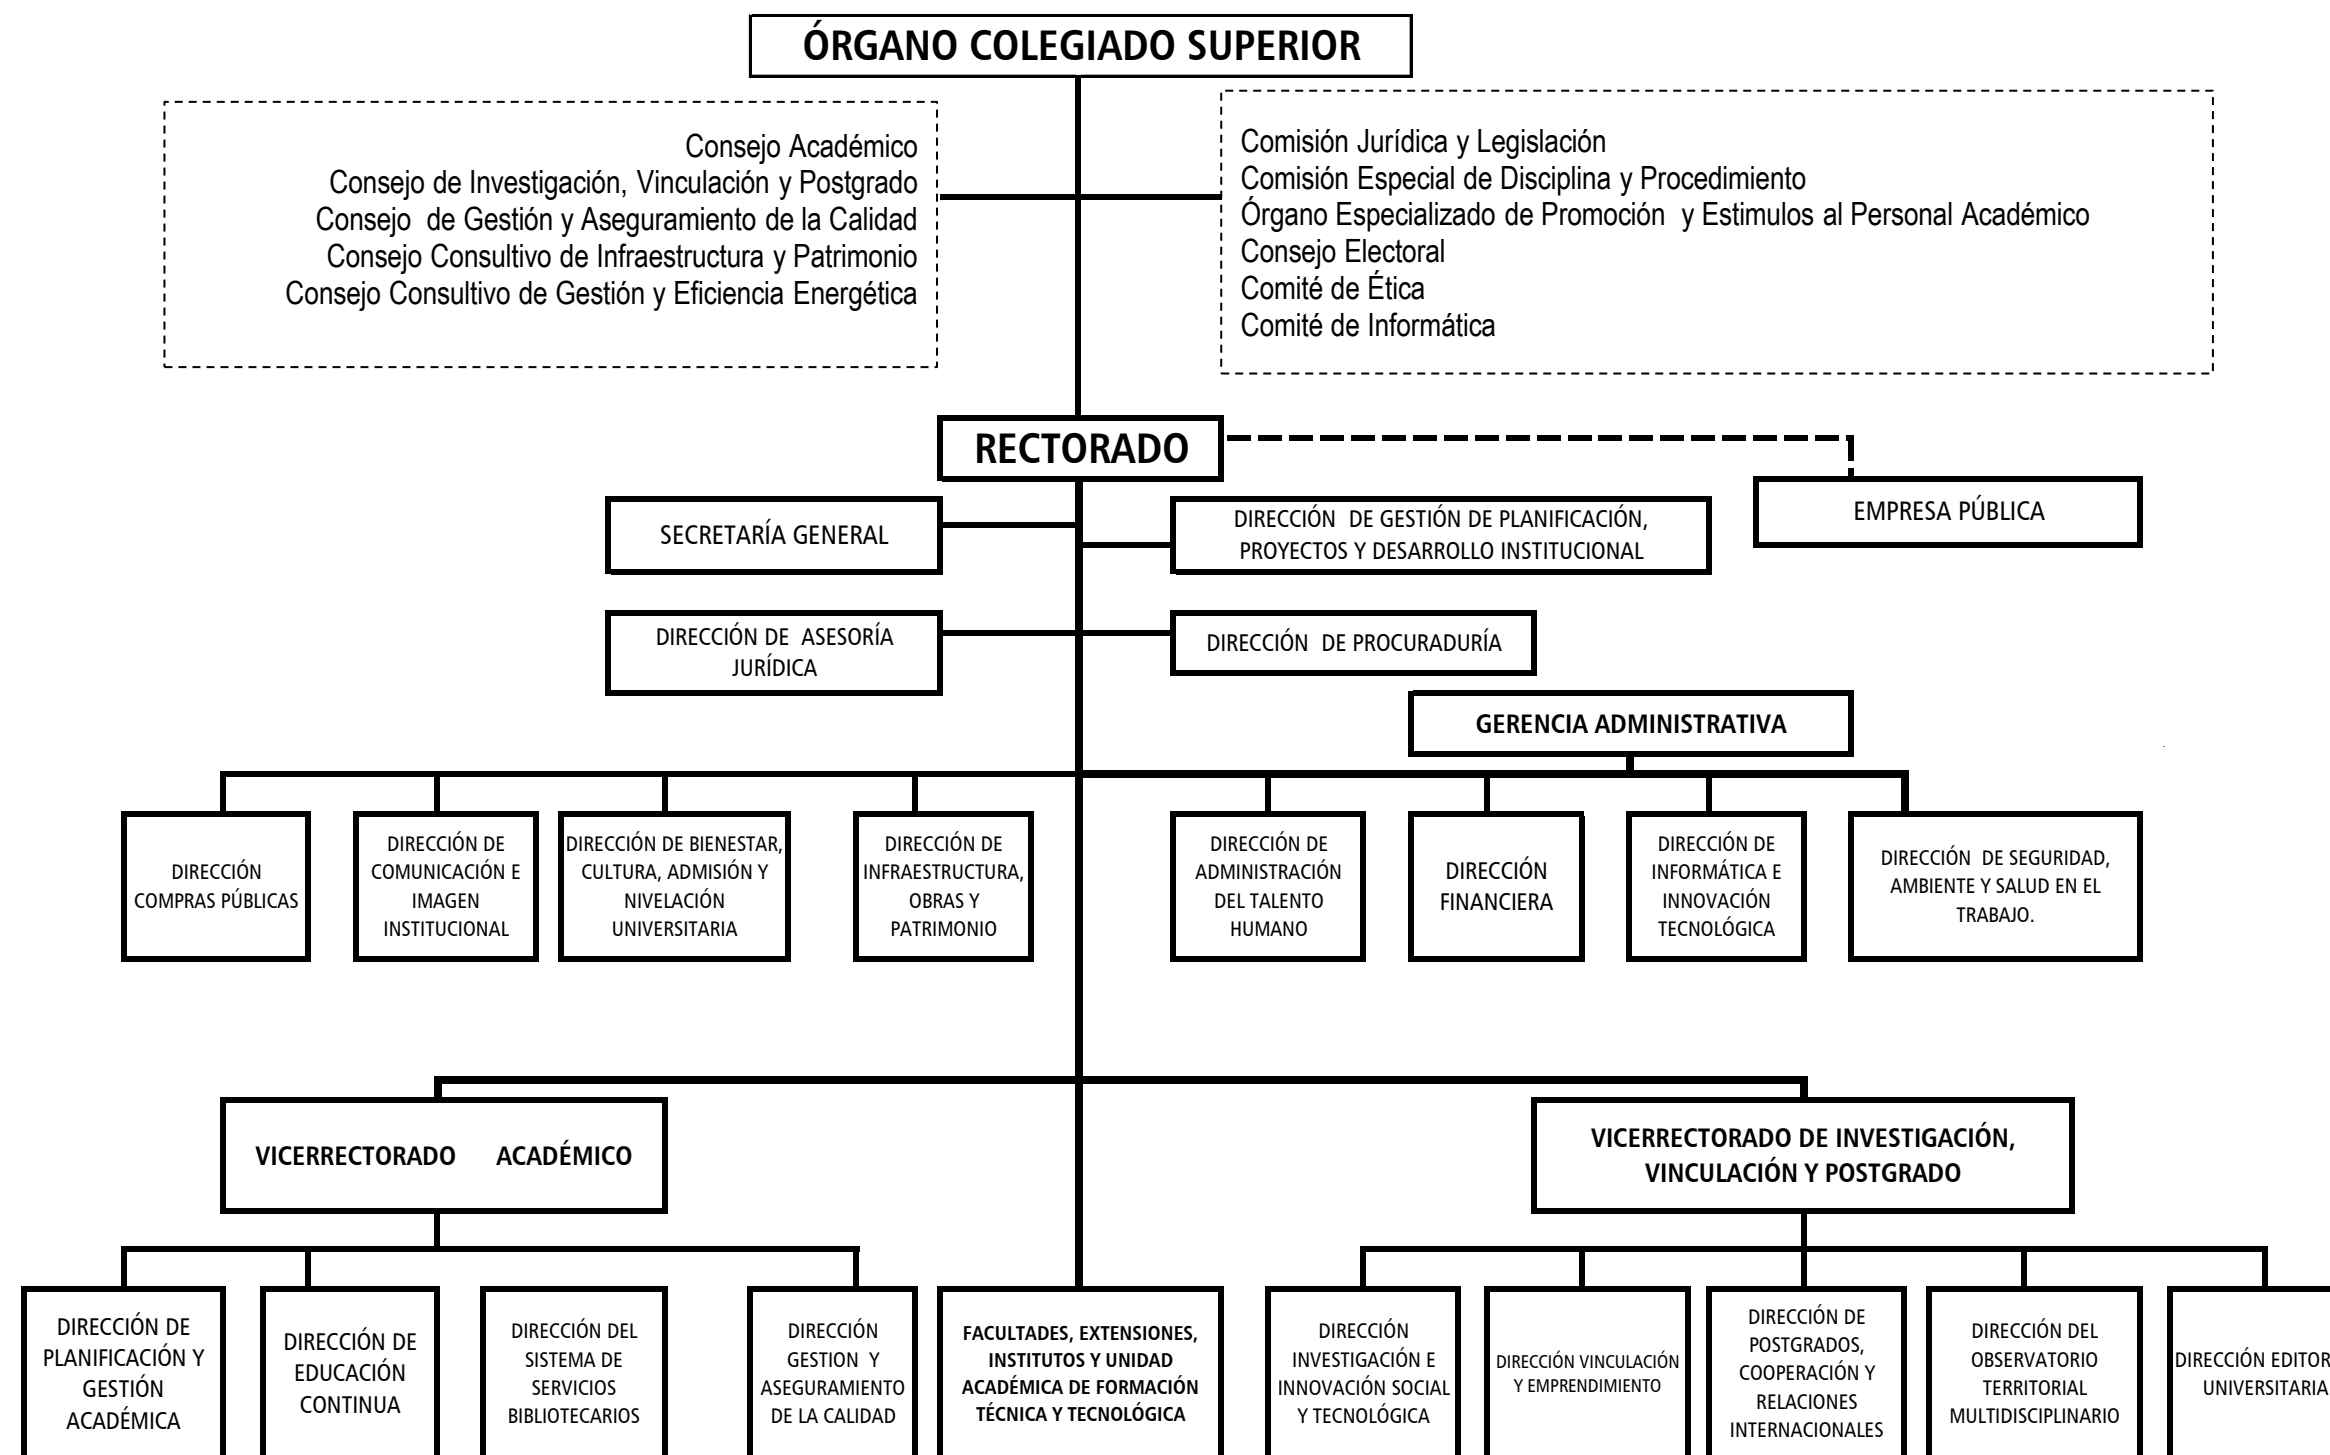 ÓRGANO COLEGIADO SUPERIOR
Consejo Académico
Consejo de Investigación, Vinculación y Postgrado
Consejo de Gestión y Aseguramiento de la Calidad
Consejo Consultivo de Infraestructura y Patrimonio
Consejo Consultivo de Gestión y Eficiencia Energética
Comisión Jurídica y Legislación
Comisión Especial de Disciplina y Procedimiento
Órgano Especializado de Promoción y Estimulos al Personal Académico
Consejo Electoral
Comité de Ética
Comité de Informática
RECTORADO
SECRETARÍA GENERAL
DIRECCIÓN DE GESTIÓN DE PLANIFICACIÓN,
PROYECTOS Y DESARROLLO INSTITUCIONAL
EMPRESA PÚBLICA
DIRECCIÓN DE ASESORÍA
JURÍDICA
DIRECCIÓN DE PROCURADURÍA
GERENCIA ADMINISTRATIVA
DIRECCIÓN
COMPRAS PÚBLICAS
DIRECCIÓN DE
COMUNICACIÓN E
IMAGEN
INSTITUCIONAL
DIRECCIÓN DE BIENESTAR,
CULTURA, ADMISIÓN Y
NIVELACIÓN
UNIVERSITARIA
DIRECCIÓN DE
INFRAESTRUCTURA,
OBRAS Y
PATRIMONIO
DIRECCIÓN DE
ADMINISTRACIÓN
DEL TALENTO
HUMANO
DIRECCIÓN
FINANCIERA
DIRECCIÓN DE
INFORMÁTICA E
INNOVACIÓN
TECNOLÓGICA
DIRECCIÓN DE SEGURIDAD,
AMBIENTE Y SALUD EN EL
TRABAJO.
VICERRECTORADO ACADÉMICO
VICERRECTORADO DE INVESTIGACIÓN,
VINCULACIÓN Y POSTGRADO
DIRECCIÓN DE
PLANIFICACIÓN Y
GESTIÓN
ACADÉMICA
DIRECCIÓN DE
EDUCACIÓN
CONTINUA
DIRECCIÓN DEL
SISTEMA DE
SERVICIOS
BIBLIOTECARIOS
DIRECCIÓN
GESTION Y
ASEGURAMIENTO
DE LA CALIDAD
FACULTADES, EXTENSIONES,
INSTITUTOS Y UNIDAD
ACADÉMICA DE FORMACIÓN
TÉCNICA Y TECNOLÓGICA
DIRECCIÓN
INVESTIGACIÓN E
INNOVACIÓN SOCIAL
Y TECNOLÓGICA
DIRECCIÓN VINCULACIÓN
Y EMPRENDIMIENTO
DIRECCIÓN DE
POSTGRADOS,
COOPERACIÓN Y
RELACIONES
INTERNACIONALES
DIRECCIÓN DEL
OBSERVATORIO
TERRITORIAL
MULTIDISCIPLINARIO
DIRECCIÓN
UNIVERSITARIA